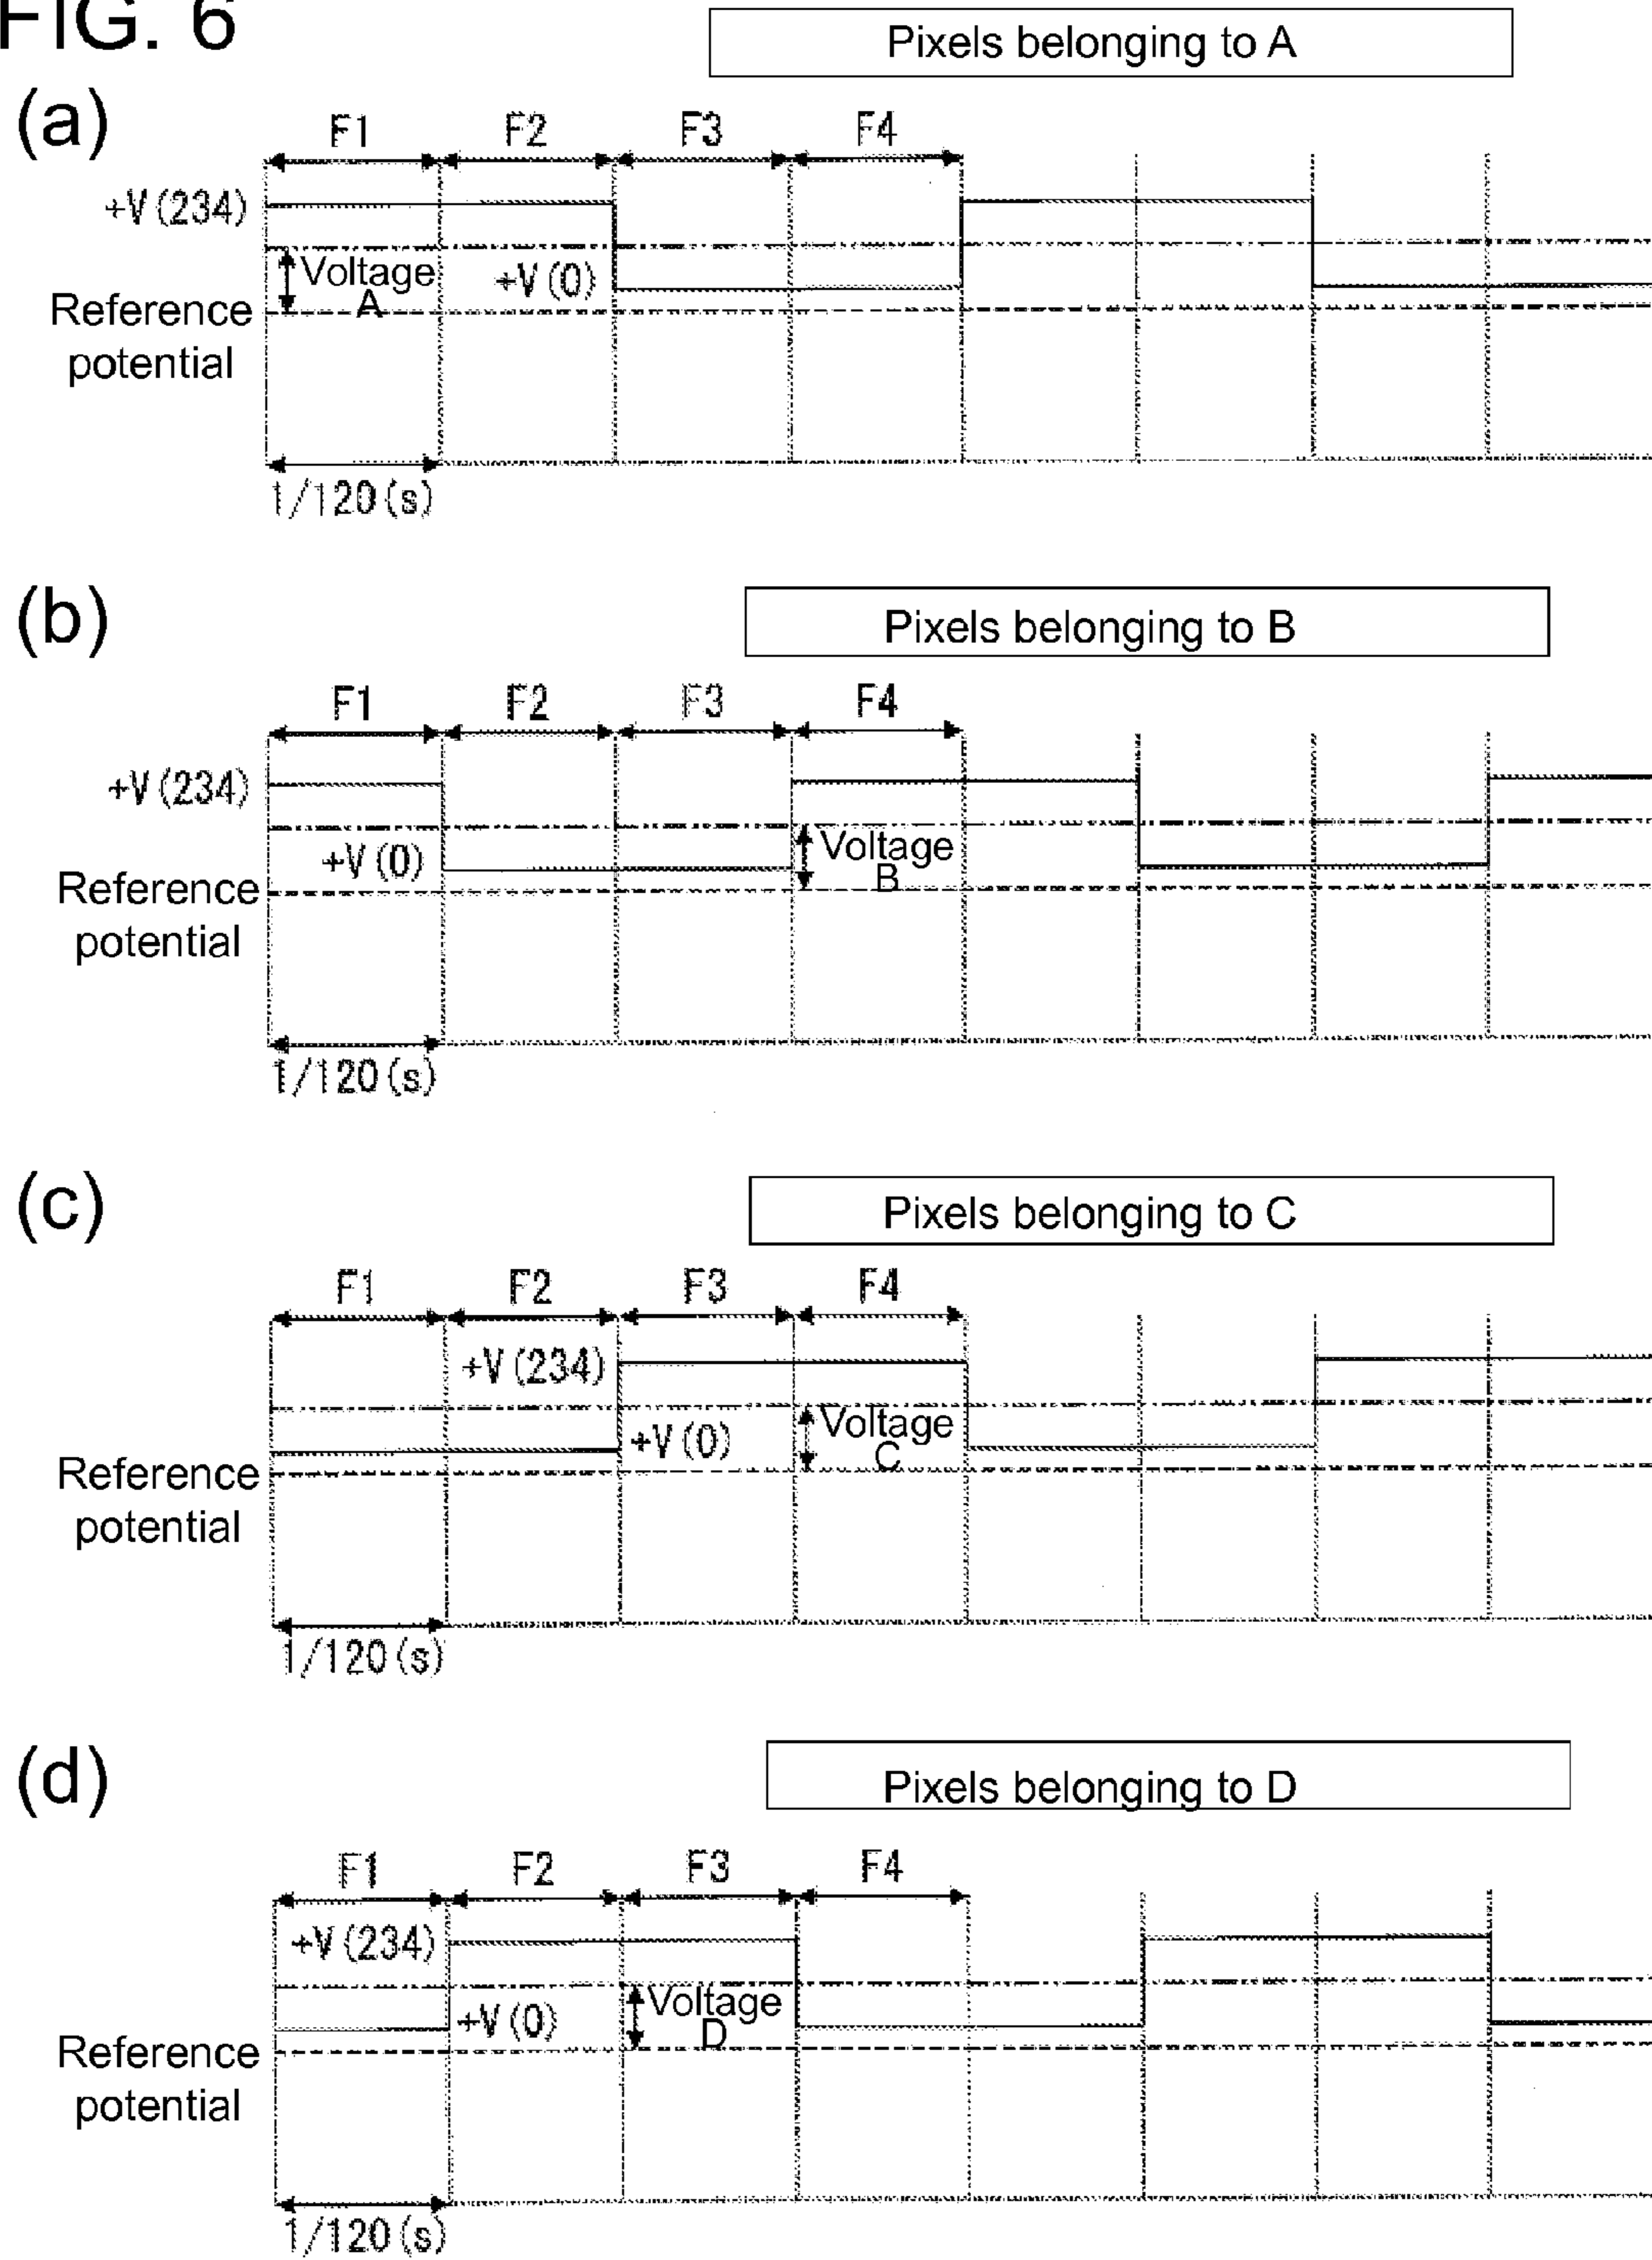 FIG. 6
Pixels belonging to A
(a)
F1 F2 F3 F4
+V(234)
Voltage A
+V(0)
Reference potential
1/120(s)
Pixels belonging to B
(b)
F1 F2 F3 F4
+V(234)
+V(0)
Voltage B
Reference potential
1/120(s)
Pixels belonging to C
(c)
F1 F2 F3 F4
+V(234)
+V(0)
Voltage C
Reference potential
1/120(s)
Pixels belonging to D
(d)
F1 F2 F3 F4
+V(234)
+V(0)
Voltage D
Reference potential
1/120(s)